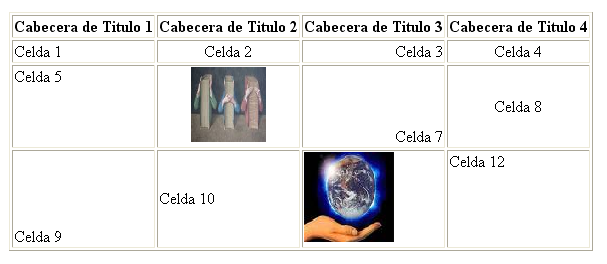 Cabecera de Titulo 1 Cabecera de Titulo 2 Cabecera de Titulo 3 Cabecera de Titulo 4
Celda 1 Celda 2 Celda 3 Celda 4
Celda 5 Celda 7 Celda 8
Celda 9 Celda 10 Celda 12